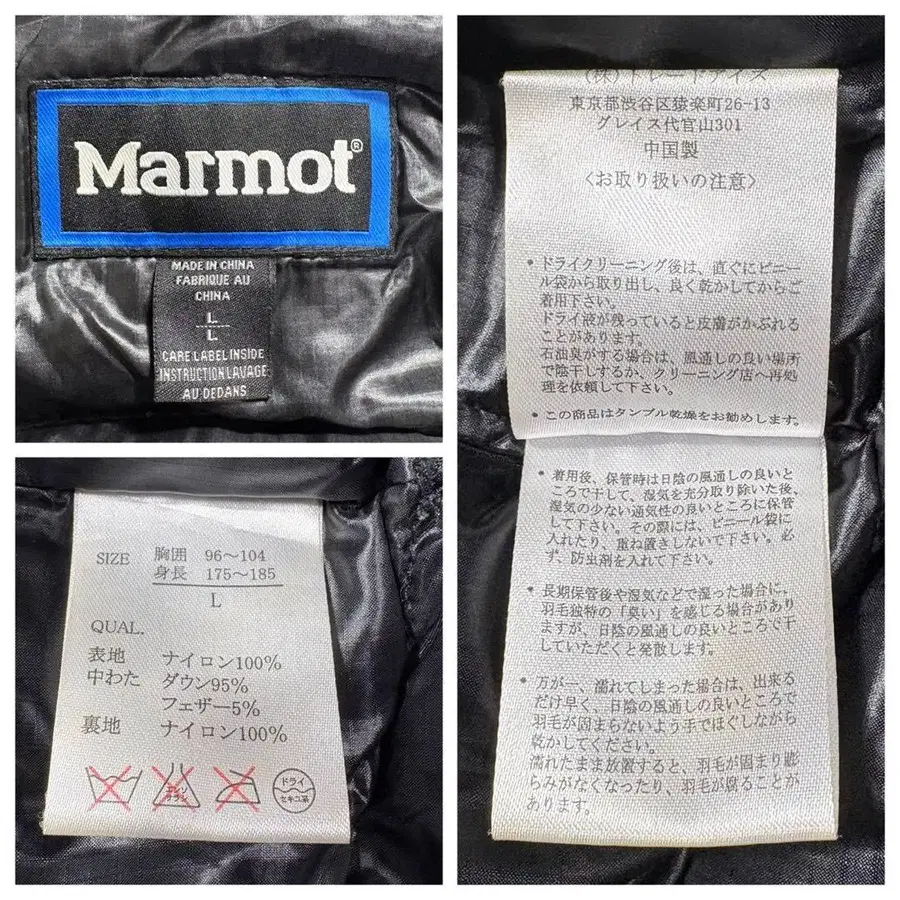 Marmot®
MADE IN CHINA
FABRIQUE AU
CHINA
L
L
CARE LABEL INSIDE
INSTRUCTION LAVAGE
AU DEDANS
SIZE 胸囲 96～104
身長 175～185
L
QUAL.
表地 ナイロン100%
中わた ダウン95%
フェザー5%
裏地 ナイロン100%
エンソ
サラシ
ドライ
セキユ系
(株)トレードアイズ
東京都渋谷区猿楽町26-13
グレイス代官山301
中国製
〈お取り扱いの注意〉
・ドライクリーニング後は、直ぐにビニー
ル袋から取り出し、良く乾かしてからご
着用下さい。
ドライ液が残っていると皮膚がかぶれる
ことがあります。
石油臭がする場合は、風通しの良い場所
で陰干しするか、クリーニング店へ再処
理を依頼して下さい。
・この商品はタンブル乾燥をお勧めします。
・着用後、保管時は日陰の風通しの良いと
ころで干して、湿気を充分取り除いた後、
湿気の少ない通気性の良いところに保管
して下さい。その際には、ビニール袋に
入れたり、重ね置きしないで下さい。必
ず、防虫剤を入れて下さい。
・長期保管後や湿気などで湿った場合に、
羽毛独特の「臭い」を感じる場合があり
ますが、日陰の風通しの良いところで干
していただくと発散します。
・万が一、濡れてしまった場合は、出来る
だけ早く、日陰の風通しの良いところで
羽毛が固まらないよう手でほぐしながら
乾かしてください。
濡れたまま放置すると、羽毛が固まり膨
らみがなくなったり、羽毛が腐ることが
あります。